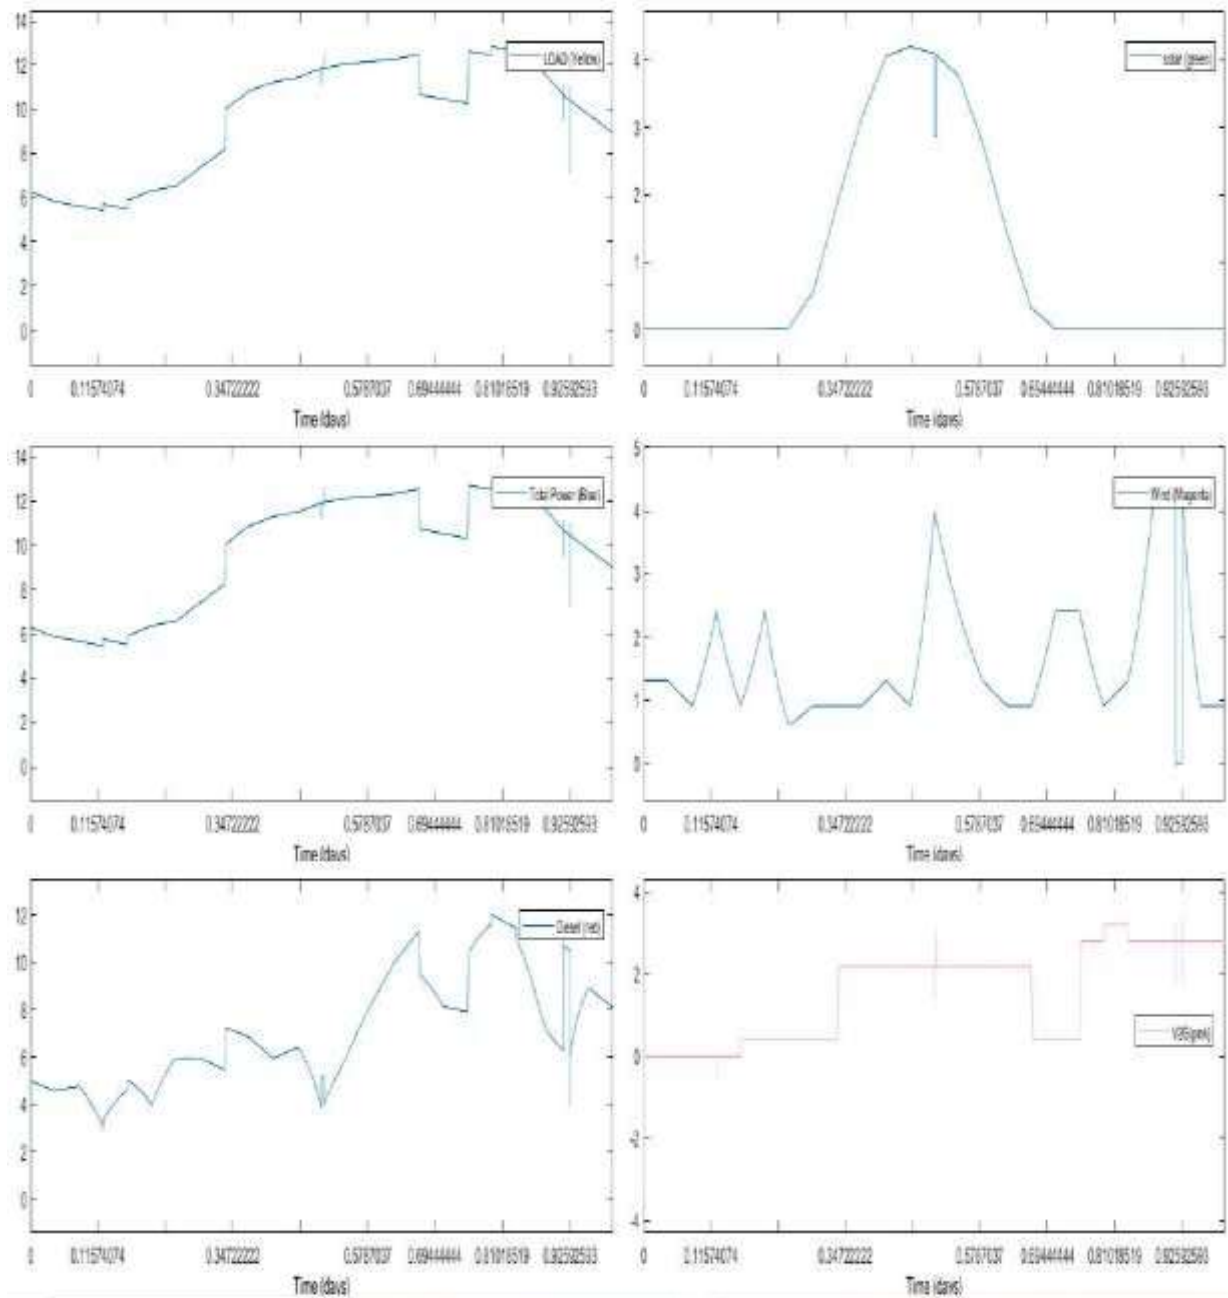 14
12
10
8
6
4
2
0
LOAD (Yellow)
0 0.11574074 0.34722222 0.5787037 0.69444444 0.81018519 0.92592593
Time (days)
4
3
2
1
0
solar (green)
0 0.11574074 0.34722222 0.5787037 0.69444444 0.81018519 0.92592593
Time (days)
14
12
10
8
6
4
2
0
Total Power (Blue)
0 0.11574074 0.34722222 0.5787037 0.69444444 0.81018519 0.92592593
Time (days)
5
4
3
2
1
0
Wind (Magenta)
0 0.11574074 0.34722222 0.5787037 0.69444444 0.81018519 0.92592593
Time (days)
12
10
8
6
4
2
0
Diesel (red)
0 0.11574074 0.34722222 0.5787037 0.69444444 0.81018519 0.92592593
Time (days)
4
2
0
-2
-4
(pink)
0 0.11574074 0.34722222 0.5787037 0.69444444 0.81018519 0.92592593
Time (days)